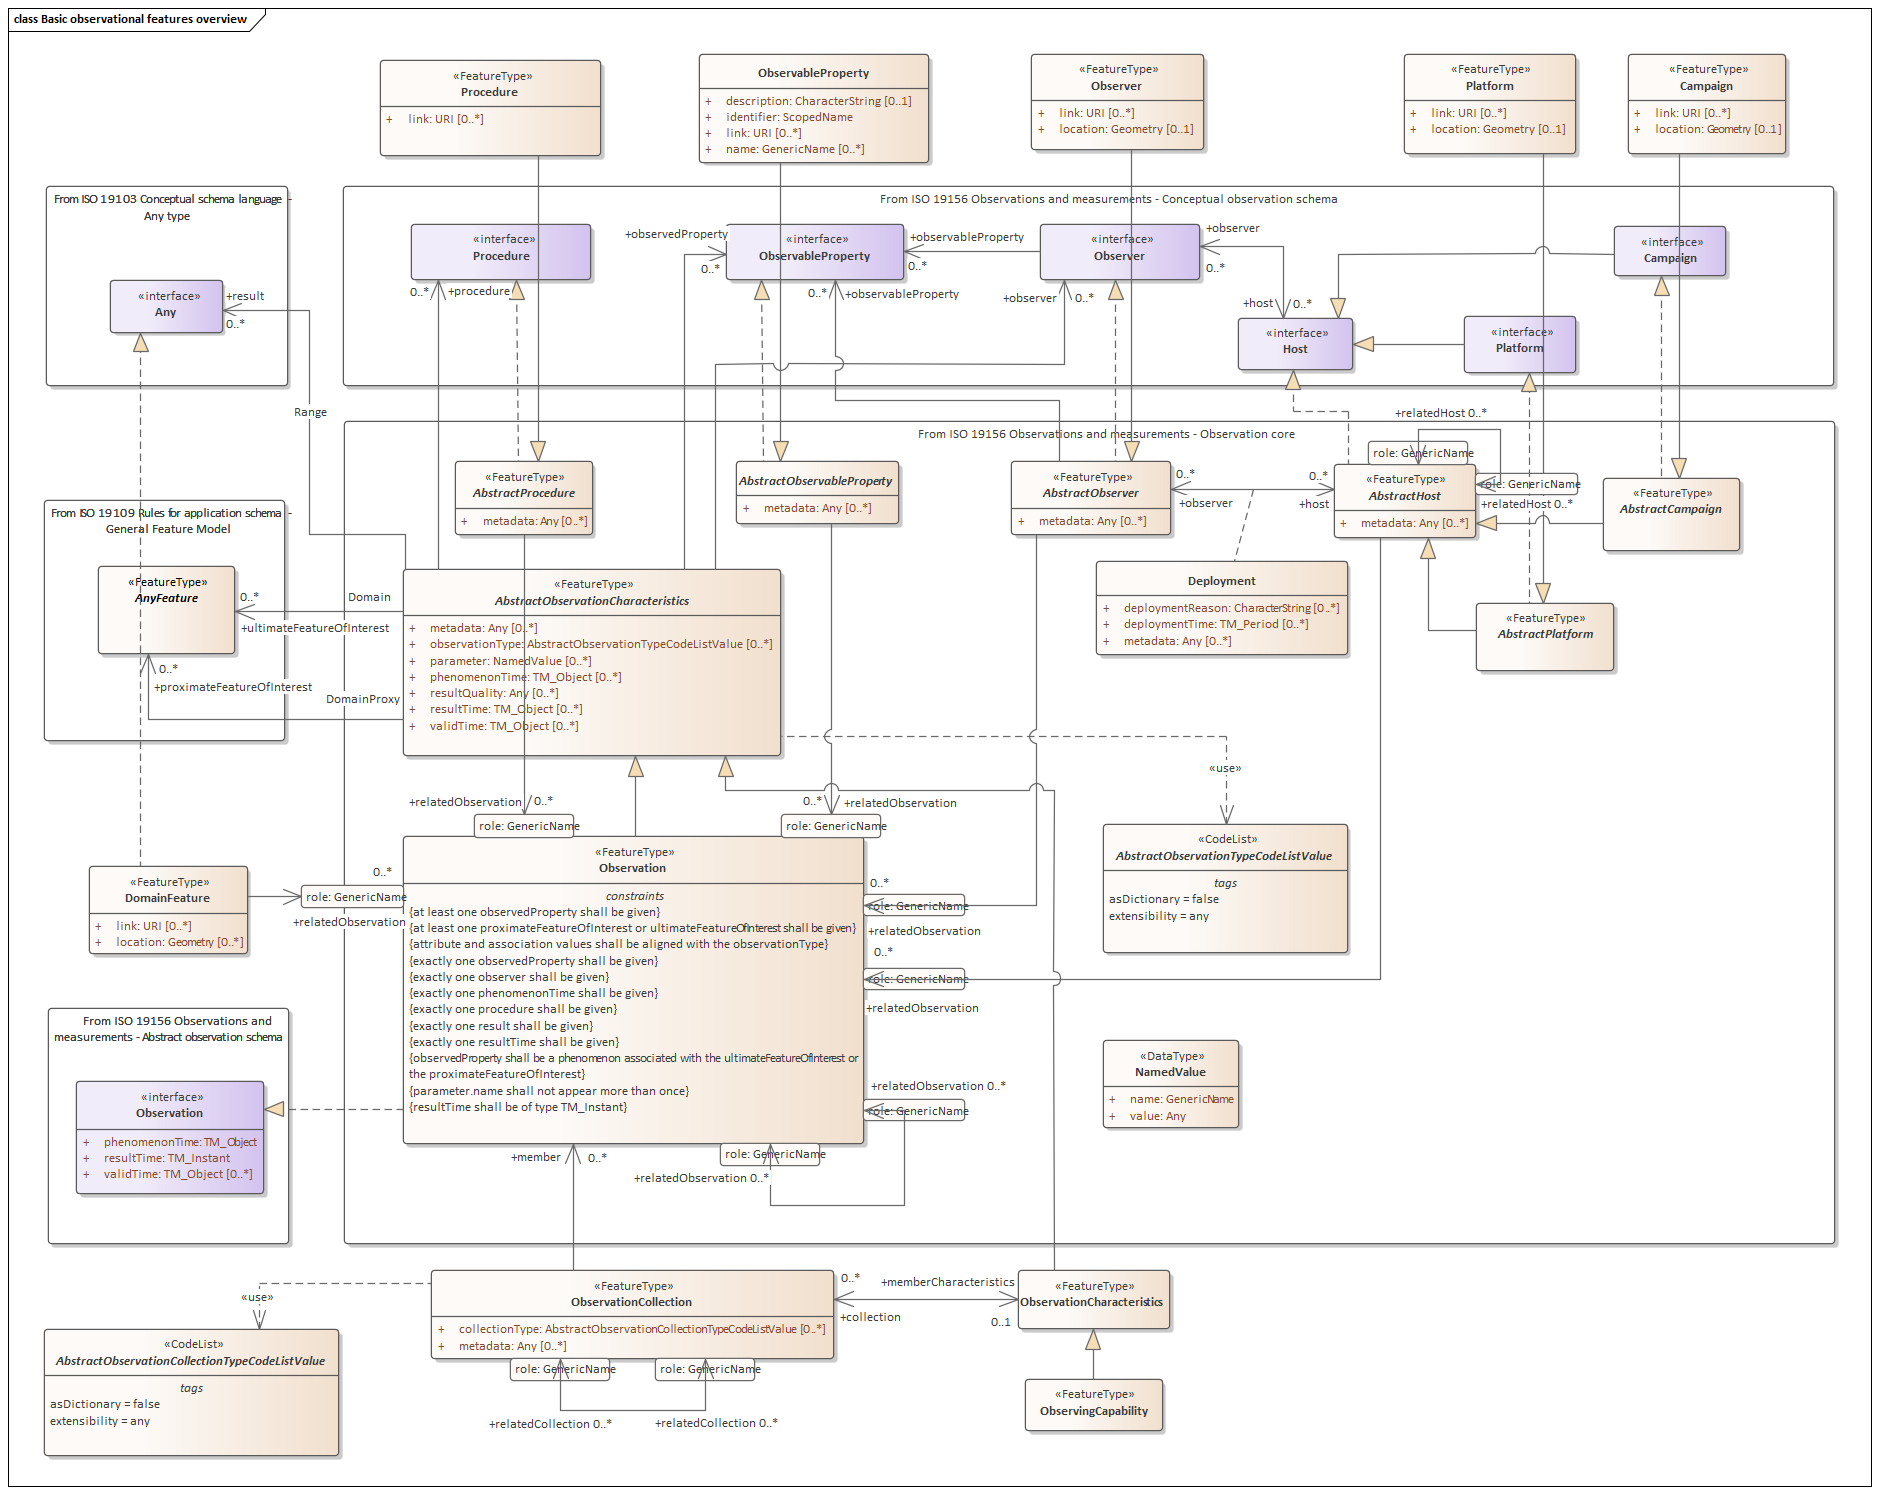 class Basic observational features overview
«FeatureType»
Procedure
+ link: URI [0..*]
ObservableProperty
+ description: CharacterString [0..1]
+ identifier: ScopedName
+ link: URI [0..*]
+ name: GenericName [0..*]
«FeatureType»
Observer
+ link: URI [0..*]
+ location: Geometry [0..1]
«FeatureType»
Platform
+ link: URI [0..*]
+ location: Geometry [0..1]
«FeatureType»
Campaign
+ link: URI [0..*]
+ location: Geometry [0..1]
From ISO 19103 Conceptual schema language -
Any type
«interface»
Any
+result
0..*
Range
From ISO 19156 Observations and measurements - Conceptual observation schema
«interface»
Procedure
0..*
+procedure
+observedProperty
0..*
«interface»
ObservableProperty
0..*
+observableProperty
+observableProperty
0..*
«interface»
Observer
+observer
0..*
+observer
0..*
+host
0..*
«interface»
Host
«interface»
Platform
«interface»
Campaign
From ISO 19156 Observations and measurements - Observation core
«FeatureType»
AbstractProcedure
+ metadata: Any [0..*]
AbstractObservableProperty
+ metadata: Any [0..*]
«FeatureType»
AbstractObserver
+ metadata: Any [0..*]
0..*
+observer
0..*
+host
+relatedHost 0..*
role: GenericName
«FeatureType»
AbstractHost
+ metadata: Any [0..*]
role: GenericName
+relatedHost 0..*
«FeatureType»
AbstractCampaign
Deployment
+ deploymentReason: CharacterString [0..*]
+ deploymentTime: TM_Period [0..*]
+ metadata: Any [0..*]
«FeatureType»
AbstractPlatform
From ISO 19109 Rules for application schema -
General Feature Model
«FeatureType»
AnyFeature
0..*
Domain
+ultimateFeatureOfInterest
0..*
+proximateFeatureOfInterest
DomainProxy
«FeatureType»
AbstractObservationCharacteristics
+ metadata: Any [0..*]
+ observationType: AbstractObservationTypeCodeListValue [0..*]
+ parameter: NamedValue [0..*]
+ phenomenonTime: TM_Object [0..*]
+ resultQuality: Any [0..*]
+ resultTime: TM_Object [0..*]
+ validTime: TM_Object [0..*]
«use»
+relatedObservation
0..*
role: GenericName
0..*
+relatedObservation
role: GenericName
«CodeList»
AbstractObservationTypeCodeListValue
tags
asDictionary = false
extensibility = any
«FeatureType»
DomainFeature
+ link: URI [0..*]
+ location: Geometry [0..*]
0..*
role: GenericName
+relatedObservation
«FeatureType»
Observation
constraints
{at least one observedProperty shall be given}
{at least one proximateFeatureOfInterest or ultimateFeatureOfInterest shall be given}
{attribute and association values shall be aligned with the observationType}
{exactly one observedProperty shall be given}
{exactly one observer shall be given}
{exactly one phenomenonTime shall be given}
{exactly one procedure shall be given}
{exactly one result shall be given}
{exactly one resultTime shall be given}
{observedProperty shall be a phenomenon associated with the ultimateFeatureOfInterest or
the proximateFeatureOfInterest}
{parameter.name shall not appear more than once}
{resultTime shall be of type TM_Instant}
0..*
role: GenericName
+relatedObservation
0..*
role: GenericName
+relatedObservation
+relatedObservation 0..*
role: GenericName
role: GenericName
+relatedObservation 0..*
+member
0..*
«DataType»
NamedValue
+ name: GenericName
+ value: Any
From ISO 19156 Observations and
measurements - Abstract observation schema
«interface»
Observation
+ phenomenonTime: TM_Object
+ resultTime: TM_Instant
+ validTime: TM_Object [0..*]
«use»
«CodeList»
AbstractObservationCollectionTypeCodeListValue
tags
asDictionary = false
extensibility = any
«FeatureType»
ObservationCollection
+ collectionType: AbstractObservationCollectionTypeCodeListValue [0..*]
+ metadata: Any [0..*]
role: GenericName
role: GenericName
+relatedCollection 0..*
+relatedCollection 0..*
0..*
+memberCharacteristics
+collection
0..1
«FeatureType»
ObservationCharacteristics
«FeatureType»
ObservingCapability